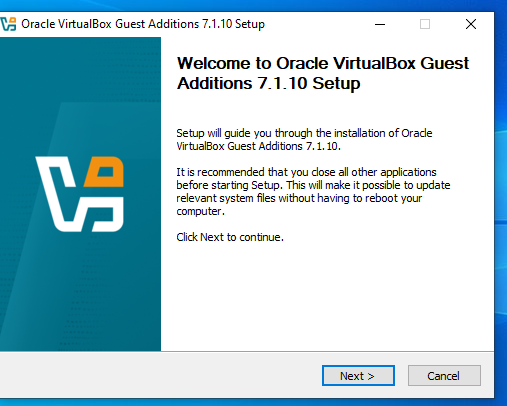 Oracle VirtualBox Guest Additions 7.1.10 Setup
Welcome to Oracle VirtualBox Guest
Additions 7.1.10 Setup
Setup will guide you through the installation of Oracle
VirtualBox Guest Additions 7.1.10.
It is recommended that you close all other applications
before starting Setup. This will make it possible to update
relevant system files without having to reboot your
computer.
Click Next to continue.
Next >
Cancel